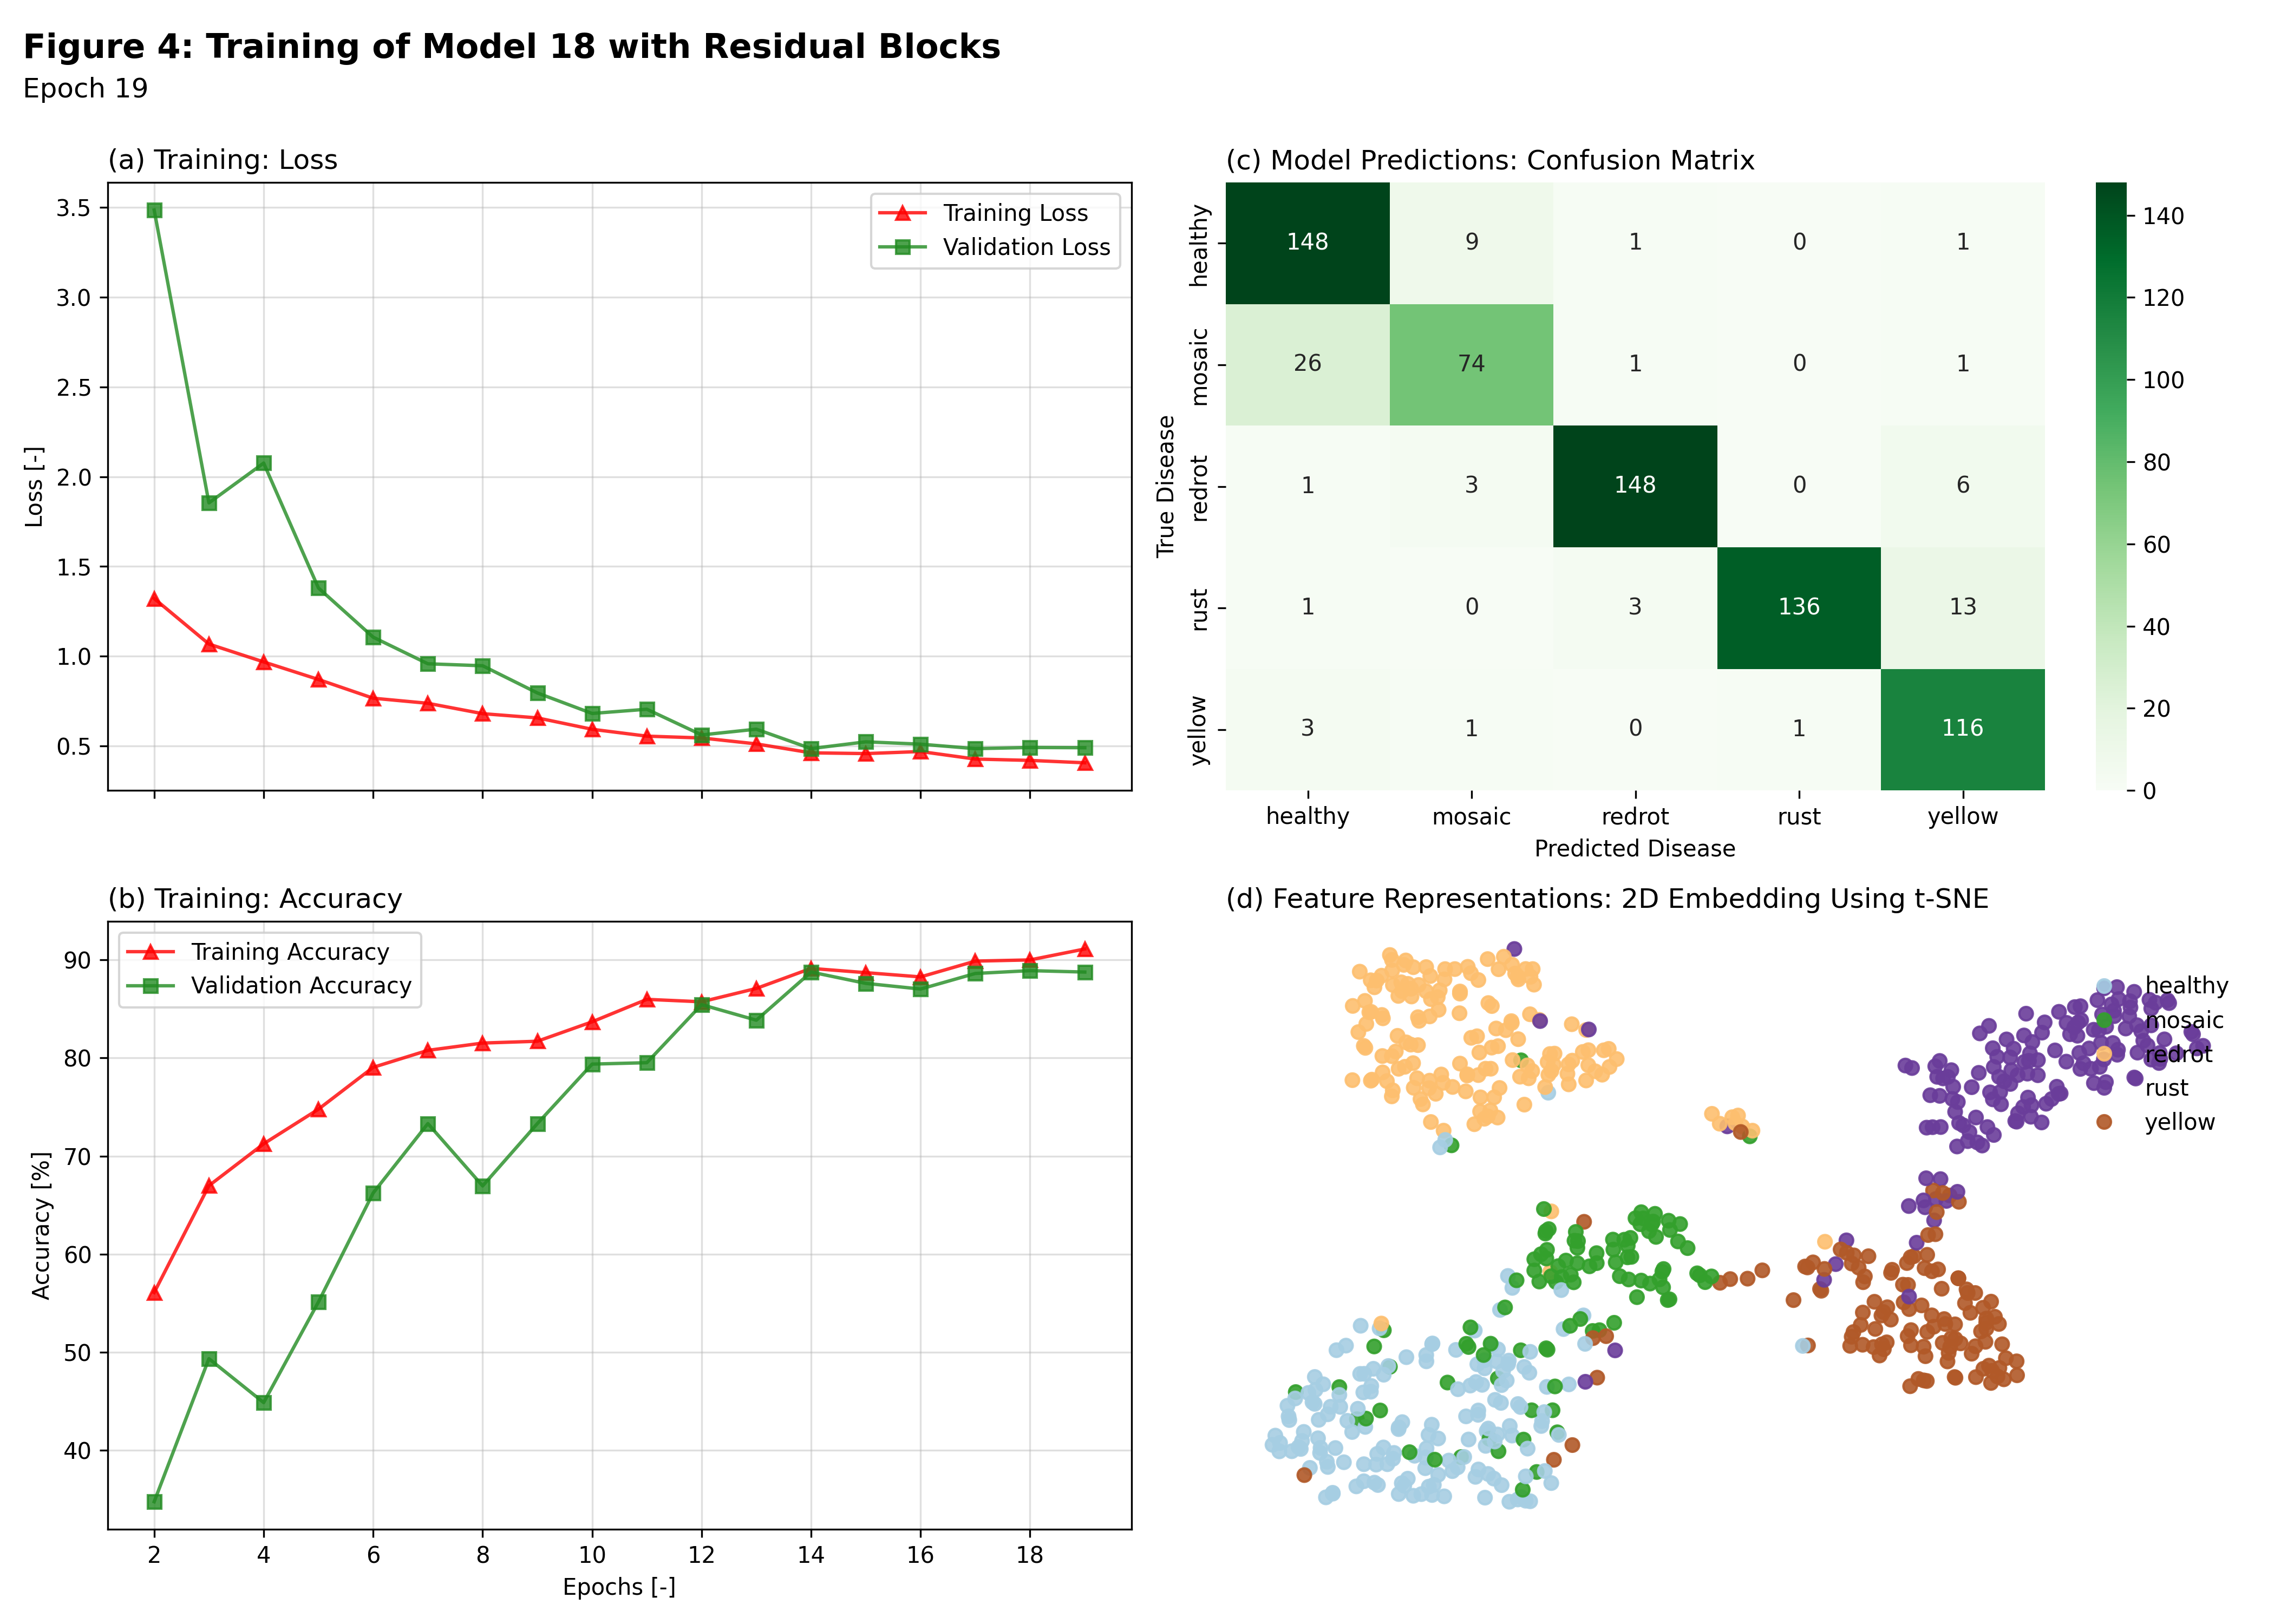 Figure 4: Training of Model 18 with Residual Blocks
Epoch 19
(a) Training: Loss
3.5
3.0
2.5
2.0
1.5
1.0
0.5
Loss [-]
Training Loss
Validation Loss
(b) Training: Accuracy
90
80
70
60
50
40
Accuracy [%]
Training Accuracy
Validation Accuracy
2 4 6 8 10 12 14 16 18
Epochs [-]
(c) Model Predictions: Confusion Matrix
True Disease
healthy 148 9 1 0 1
mosaic 26 74 1 0 1
redrot 1 3 148 0 6
rust 1 0 3 136 13
yellow 3 1 0 1 116
healthy mosaic redrot rust yellow
Predicted Disease
140
120
100
80
60
40
20
0
(d) Feature Representations: 2D Embedding Using t-SNE
healthy
mosaic
redrot
rust
yellow